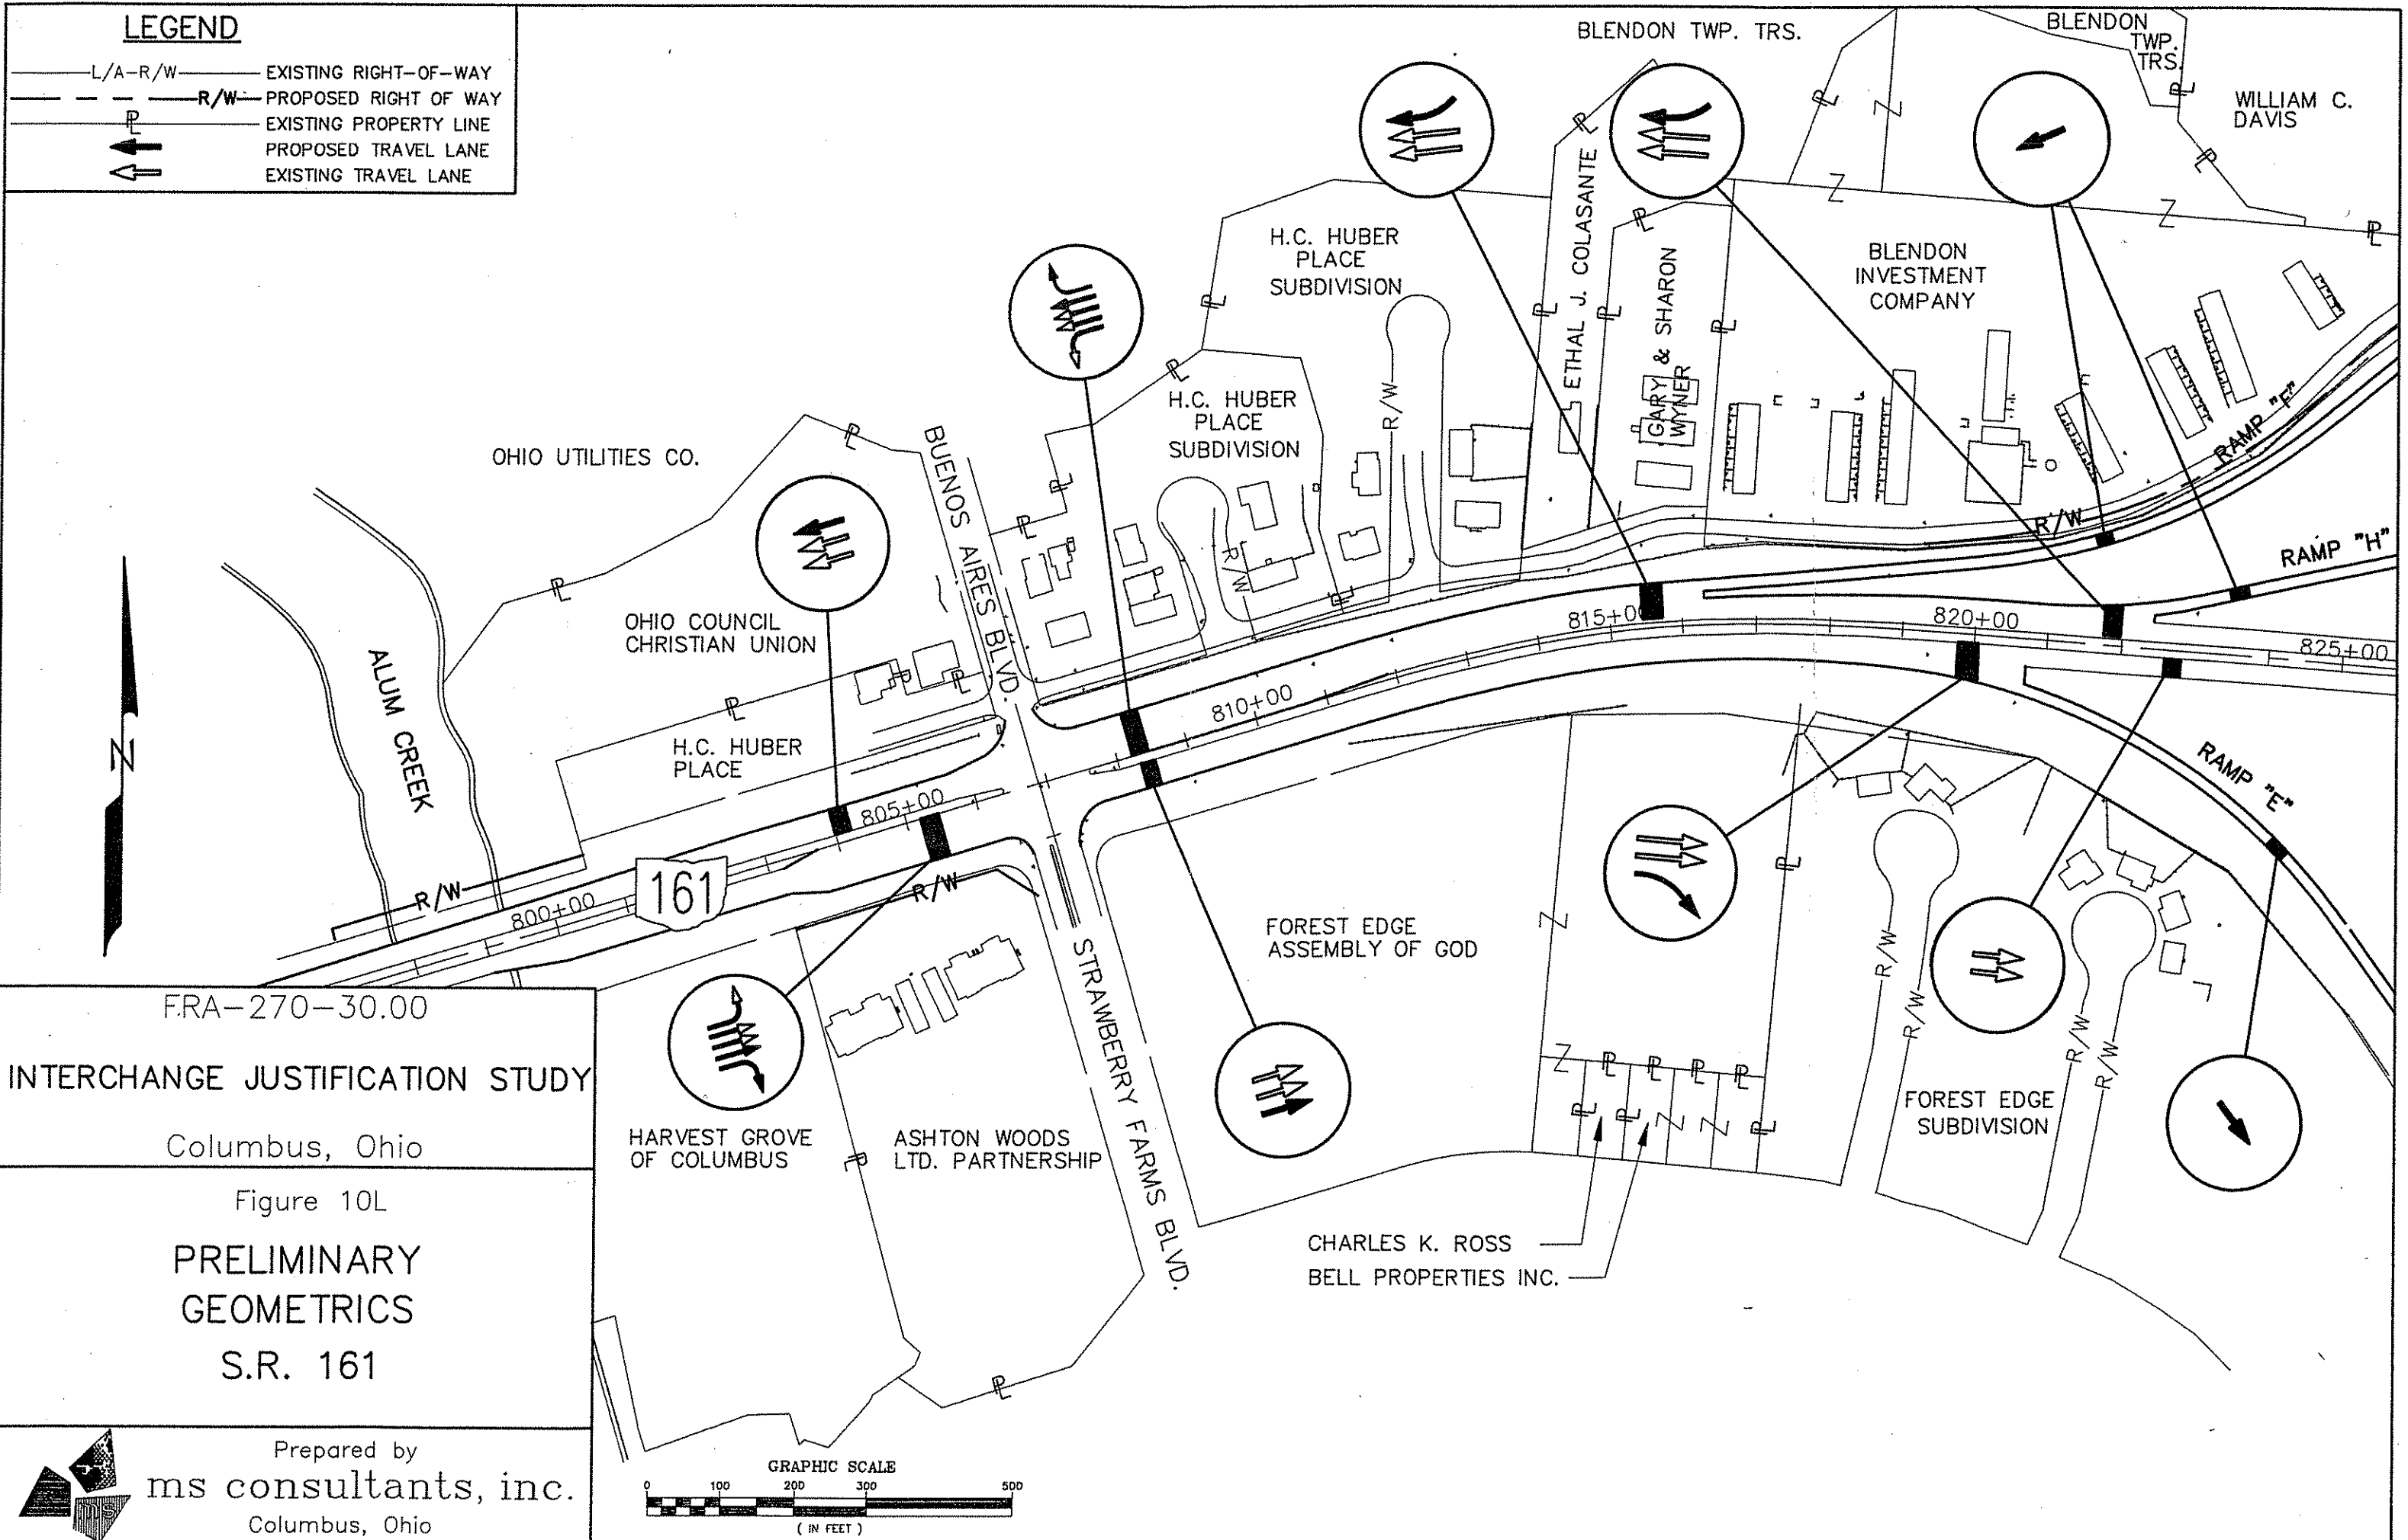 LEGEND
L/A-R/W EXISTING RIGHT-OF-WAY
R/W PROPOSED RIGHT OF WAY
PL EXISTING PROPERTY LINE
PROPOSED TRAVEL LANE
EXISTING TRAVEL LANE
BLENDON TWP. TRS.
BLENDON
TWP.
TRS.
WILLIAM C.
DAVIS
H.C. HUBER
PLACE
SUBDIVISION
ETHAL J. COLASANTE
GARY & SHARON
WYNER
BLENDON
INVESTMENT
COMPANY
H.C. HUBER
PLACE
SUBDIVISION
R/W
R/W
OHIO UTILITIES CO.
BUENOS AIRES BLVD.
RAMP "F"
R/W
RAMP "H"
OHIO COUNCIL
CHRISTIAN UNION
ALUM CREEK
N
H.C. HUBER
PLACE
800+00
805+00
810+00
815+00
820+00
825+00
161
R/W
R/W
RAMP "E"
FOREST EDGE
ASSEMBLY OF GOD
STRAWBERRY FARMS BLVD.
R/W
R/W
R/W
R/W
HARVEST GROVE
OF COLUMBUS
ASHTON WOODS
LTD. PARTNERSHIP
FOREST EDGE
SUBDIVISION
CHARLES K. ROSS
BELL PROPERTIES INC.
FRA-270-30.00
INTERCHANGE JUSTIFICATION STUDY
Columbus, Ohio
Figure 10L
PRELIMINARY
GEOMETRICS
S.R. 161
Prepared by
ms consultants, inc.
Columbus, Ohio
ms
GRAPHIC SCALE
0 100 200 300 500
( IN FEET )